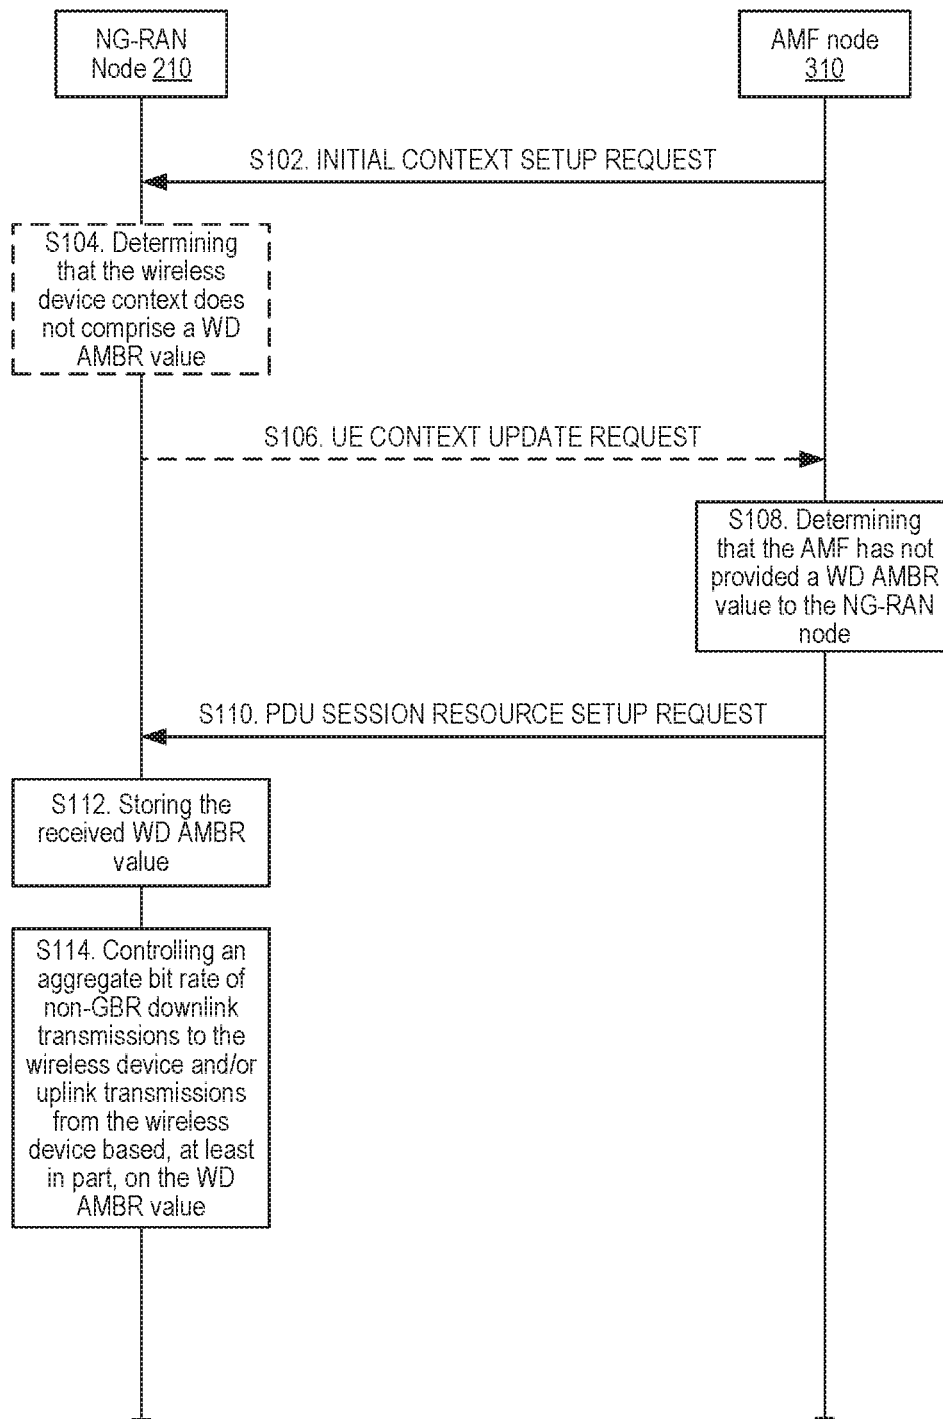 NG-RAN
Node 210
AMF node
310
S102. INITIAL CONTEXT SETUP REQUEST
S104. Determining
that the wireless
device context does
not comprise a WD
AMBR value
S106. UE CONTEXT UPDATE REQUEST
S108. Determining
that the AMF has not
provided a WD AMBR
value to the NG-RAN
node
S110. PDU SESSION RESOURCE SETUP REQUEST
S112. Storing the
received WD AMBR
value
S114. Controlling an
aggregate bit rate of
non-GBR downlink
transmissions to the
wireless device and/or
uplink transmissions
from the wireless
device based, at least
in part, on the WD
AMBR value